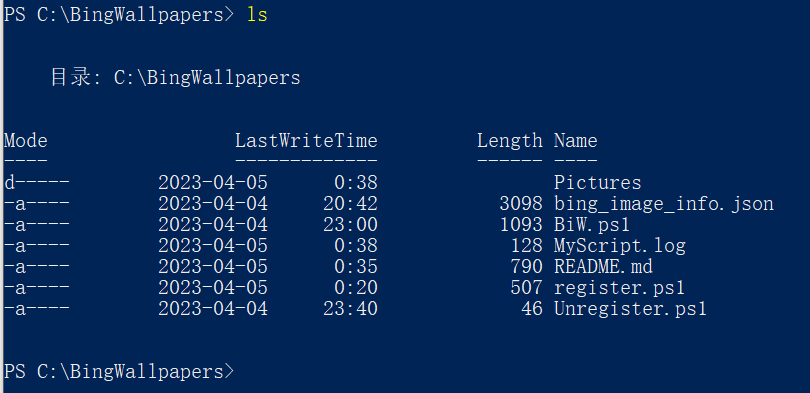 PS C:\BingWallpapers> ls
目录: C:\BingWallpapers
Mode LastWriteTime Length Name
---- ------------- ------ ----
d----- 2023-04-05 0:38 Pictures
-a---- 2023-04-04 20:42 3098 bing_image_info.json
-a---- 2023-04-04 23:00 1093 BiW.ps1
-a---- 2023-04-05 0:38 128 MyScript.log
-a---- 2023-04-05 0:35 790 README.md
-a---- 2023-04-05 0:20 507 register.ps1
-a---- 2023-04-04 23:40 46 Unregister.ps1
PS C:\BingWallpapers>